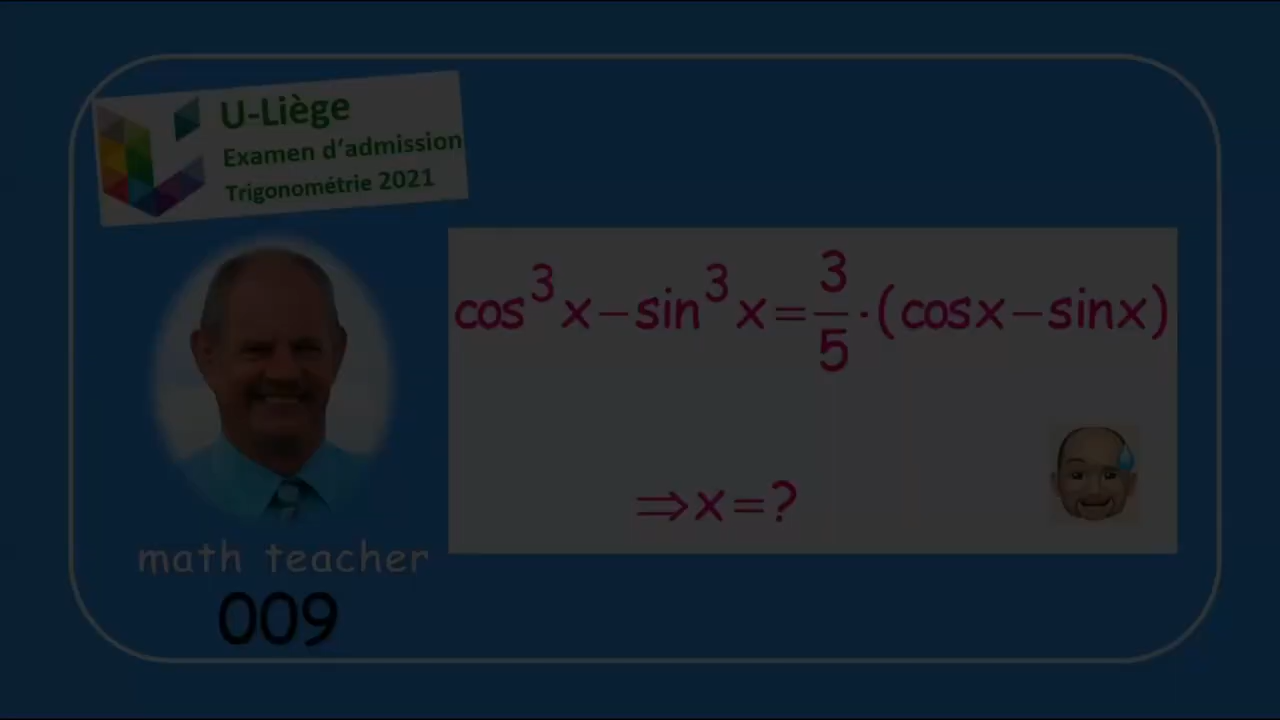 U-Liège
Examen d'admission
Trigonométrie 2021
cos³x−sin³x=3/5·(cosx−sinx)
⇒x=?
math teacher
009